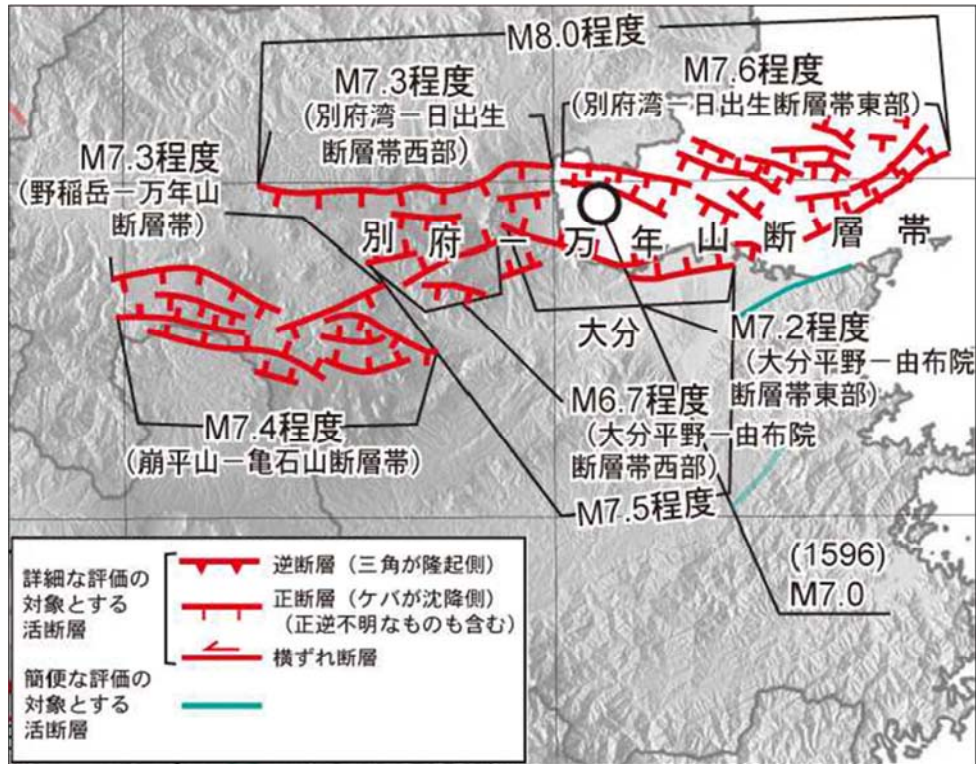 M8.0程度
M7.3程度
(別府湾－日出生
断層帯西部)
M7.6程度
(別府湾－日出生断層帯東部)
M7.3程度
(野稲岳－万年山
断層帯)
別府－万年山断層帯
大分
M7.2程度
(大分平野－由布院
断層帯東部)
M6.7程度
(大分平野－由布院
断層帯西部)
M7.4程度
(崩平山－亀石山断層帯)
M7.5程度
(1596)
M7.0
詳細な評価の
対象とする
活断層
逆断層（三角が隆起側）
正断層（ケバが沈降側）
（正逆不明なものも含む）
横ずれ断層
簡便な評価の
対象とする
活断層